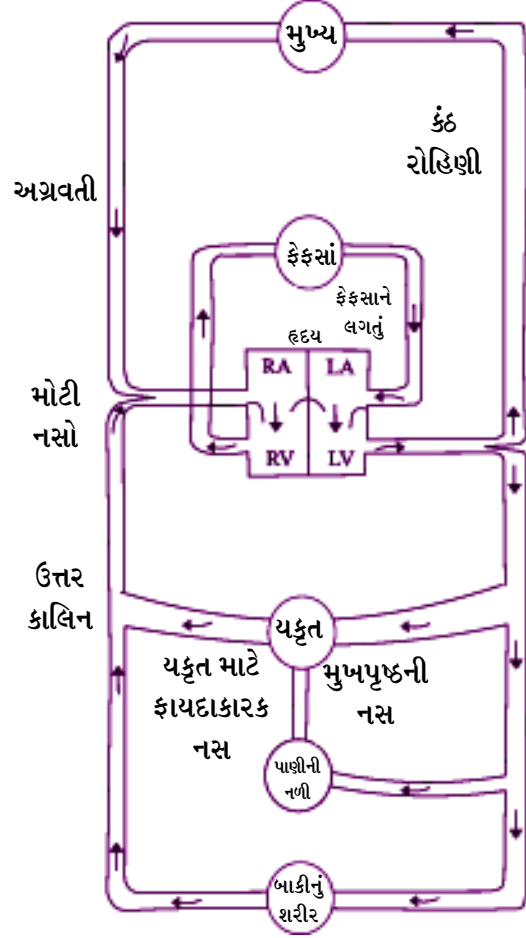 મુખ્ય
કંઠ
રોહિણી
અગ્રવતી
ફેફસાં
ફેફસાને
લગતું
હૃદય
RA LA
મોટી
નસો
RV LV
ઉત્તર
કાલિન
યકૃત
યકૃત માટે
ફાયદાકારક
નસ
મુખપૃષ્ઠની
નસ
પાણીની
નળી
બાકીનું
શરીર